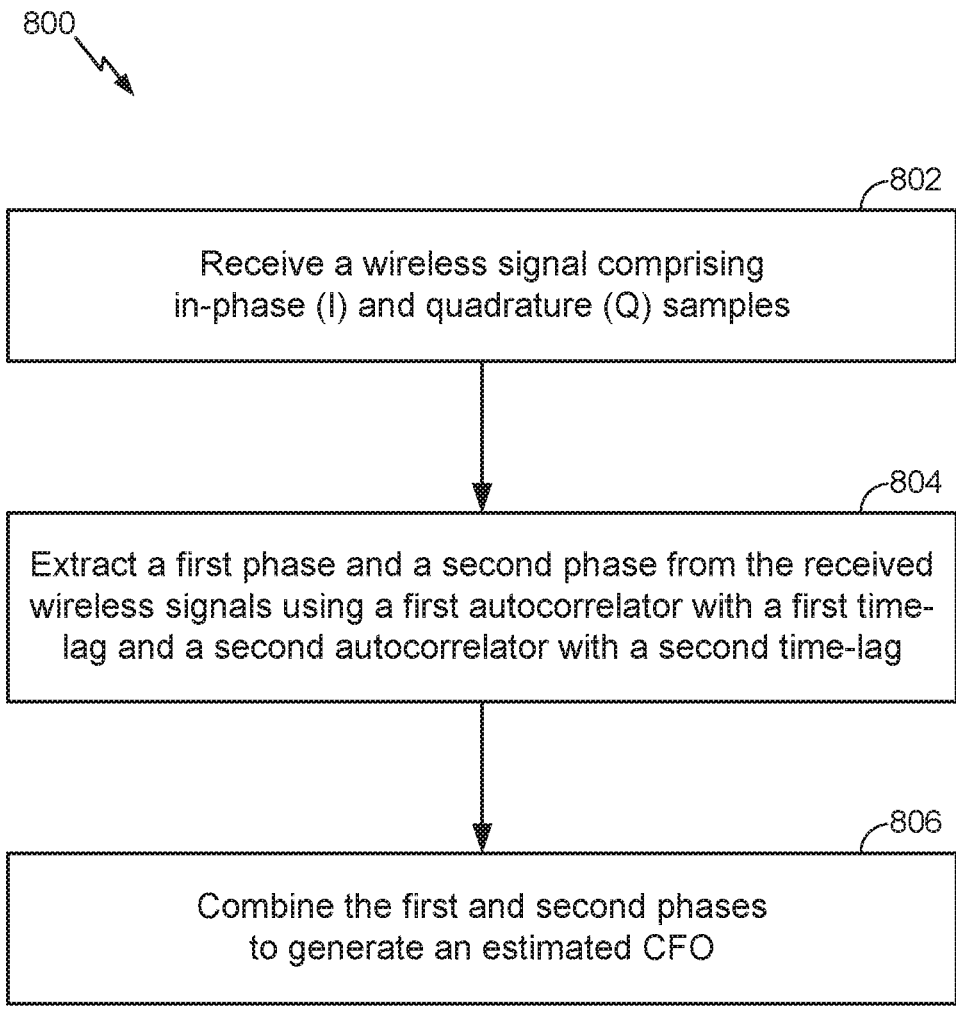 800
802
Receive a wireless signal comprising
in-phase (I) and quadrature (Q) samples
804
Extract a first phase and a second phase from the received
wireless signals using a first autocorrelator with a first time-
lag and a second autocorrelator with a second time-lag
806
Combine the first and second phases
to generate an estimated CFO